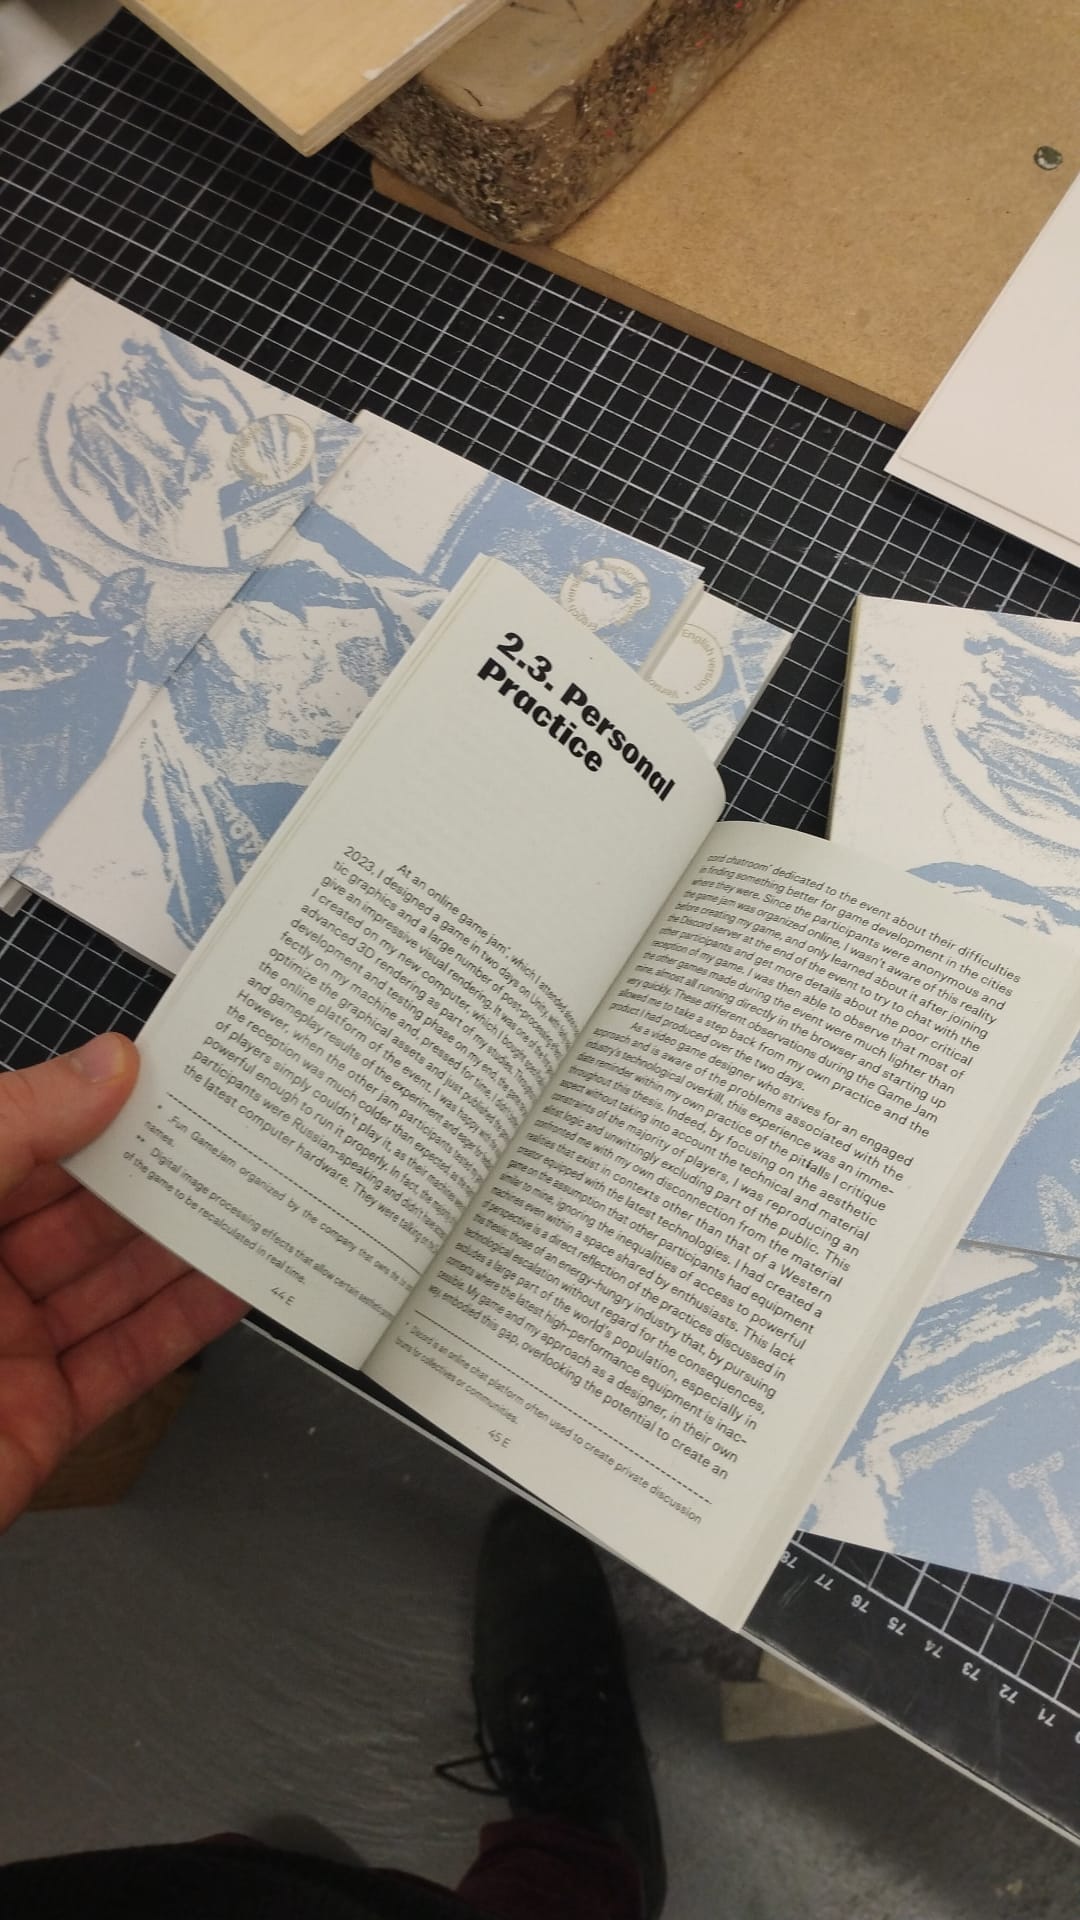 2.3. Personal
Practice
At an online game jam*, which I attended
2023, I designed a game in two days on Unity, with
tic graphics and a large number of post-processing
give an impressive visual rendering. It was one of the first
I created on my new computer, which I bought
advanced 3D rendering as part of my studies.
development and testing phase on my end, the game
fectly on my machine and, pressed for time, I didn't
optimize the graphical assets and just published the
the online platform of the event. I was happy with the
and gameplay results of the experiment and eager to
However, when the other jam participants tested
the reception was much colder than expected, as the
of players simply couldn't play it, as their machines
powerful enough to run it properly. In fact, the
participants were Russian-speaking and didn't have
the latest computer hardware. They were talking on
* „Fun GameJam organized by the company that owns the
names.
** Digital image processing effects that allow certain aesthetic
of the game to be recalculated in real time.
44 E
cord chatroom* dedicated to the event about their difficulties
in finding something better for game development in the cities
where they were. Since the participants were anonymous and
the game jam was organized online, I wasn't aware of this reality
before creating my game, and only learned about it after joining
the Discord server at the end of the event to try to chat with the
other participants and get more details about the poor critical
reception of my game. I was then able to observe that most of
the other games made during the event were much lighter than
mine, almost all running directly in the browser and starting up
very quickly. These different observations during the Game Jam
allowed me to take a step back from my own practice and the
product I had produced over the two days.
As a video game designer who strives for an engaged
approach and is aware of the problems associated with the
industry's technological overkill, this experience was an imme-
diate reminder within my own practice of the pitfalls I critique
throughout this thesis. Indeed, by focusing on the aesthetic
aspect without taking into account the technical and material
constraints of the majority of players, I was reproducing an
elitist logic and unwittingly excluding part of the public. This
confronted me with my own disconnection from the material
realities that exist in contexts other than that of a Western
creator equipped with the latest technologies. I had created a
game on the assumption that other participants had equipment
similar to mine, ignoring the inequalities of access to powerful
machines even within a space shared by enthusiasts. This lack
of perspective is a direct reflection of the practices discussed in
this thesis: those of an energy-hungry industry that, by pursuing
technological escalation without regard for the consequences,
excludes a large part of the world's population, especially in
contexts where the latest high-performance equipment is inac-
cessible. My game and my approach as a designer, in their own
way, embodied this gap, overlooking the potential to create an
* Discord is an online chat platform often used to create private discussion
for collectives or communities.
45 E
English version
78 77 76 75 74 73 72 71